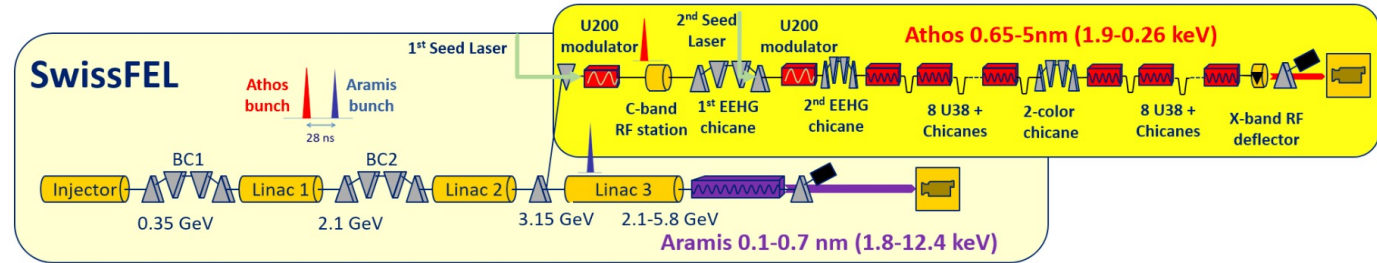 SwissFEL
Athos
bunch
Aramis
bunch
28 ns
1st Seed Laser
U200
modulator
C-band
RF station
2nd Seed
Laser
1st EEHG
chicane
U200
modulator
2nd EEHG
chicane
Athos 0.65-5nm (1.9-0.26 keV)
8 U38 +
Chicanes
2-color
chicane
8 U38 +
Chicanes
X-band RF
deflector
Injector
BC1
Linac 1
BC2
Linac 2
Linac 3
0.35 GeV
2.1 GeV
3.15 GeV
2.1-5.8 GeV
Aramis 0.1-0.7 nm (1.8-12.4 keV)